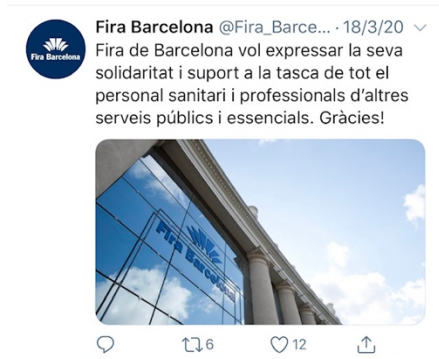 Fira Barcelona @Fira_Barce... · 18/3/20
Fira Barcelona
Fira de Barcelona vol expressar la seva
solidaritat i suport a la tasca de tot el
personal sanitari i professionals d’altres
serveis públics i essencials. Gràcies!
Fira Barcelona
6 12